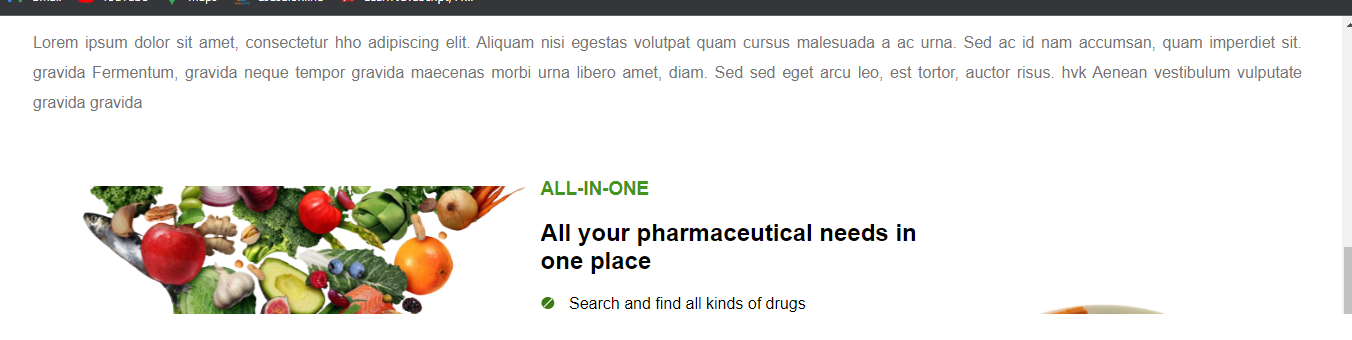 Lorem ipsum dolor sit amet, consectetur hho adipiscing elit. Aliquam nisi egestas volutpat quam cursus malesuada a ac urna. Sed ac id nam accumsan, quam imperdiet sit.
gravida Fermentum, gravida neque tempor gravida maecenas morbi urna libero amet, diam. Sed sed eget arcu leo, est tortor, auctor risus. hvk Aenean vestibulum vulputate
gravida gravida
ALL-IN-ONE
All your pharmaceutical needs in
one place
Search and find all kinds of drugs